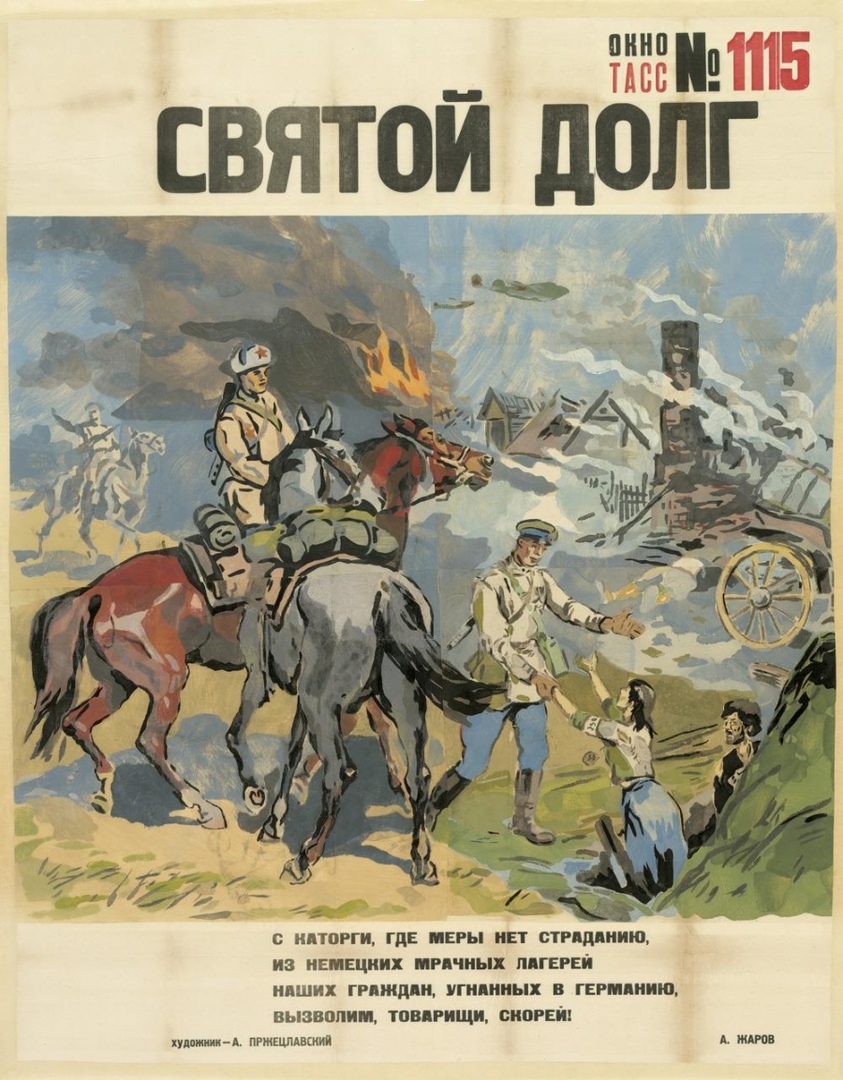 ОКНО
ТАСС № 1115
СВЯТОЙ ДОЛГ
С КАТОРГИ, ГДЕ МЕРЫ НЕТ СТРАДАНИЮ,
ИЗ НЕМЕЦКИХ МРАЧНЫХ ЛАГЕРЕЙ
НАШИХ ГРАЖДАН, УГНАННЫХ В ГЕРМАНИЮ,
ВЫЗВОЛИМ, ТОВАРИЩИ, СКОРЕЙ!
ХУДОЖНИК—А. ПРЖЕЦЛАВСКИЙ
А. ЖАРОВ